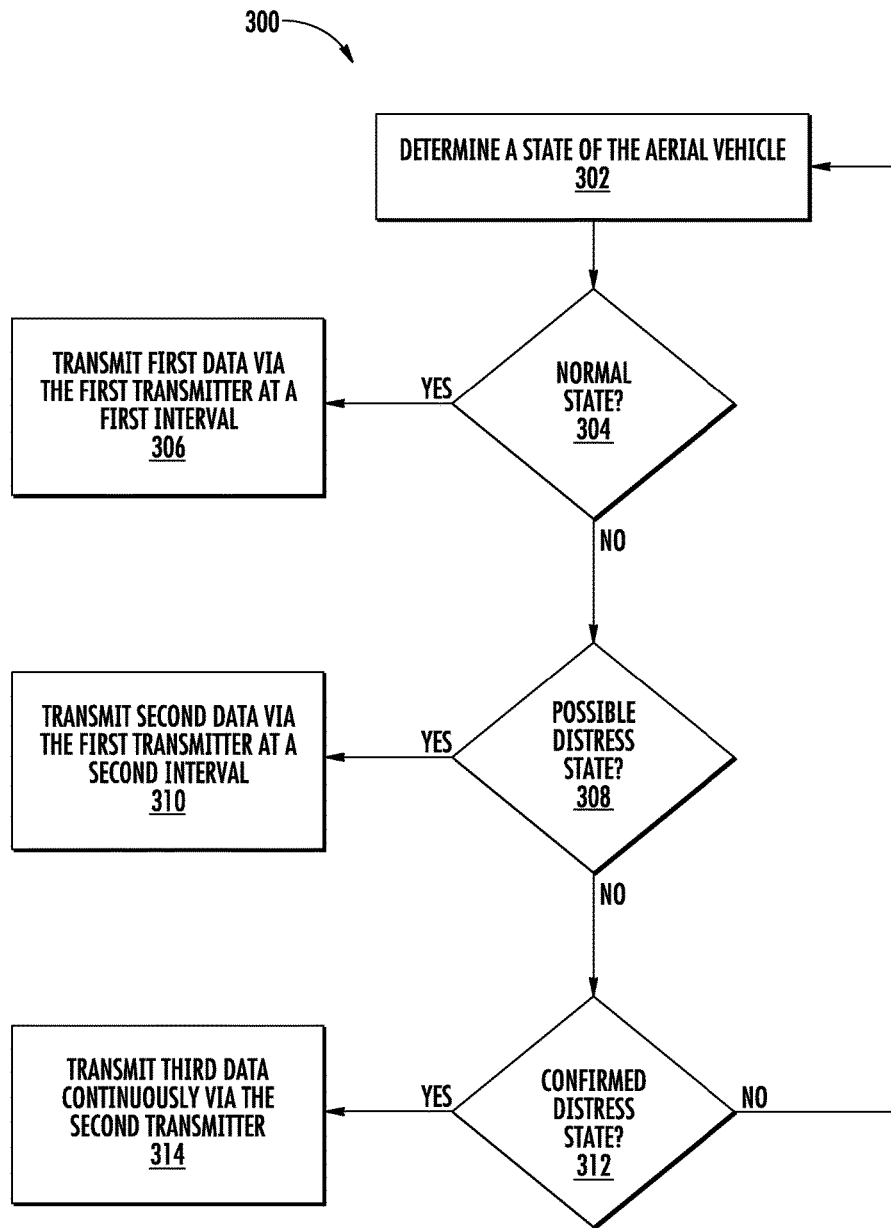 300
DETERMINE A STATE OF THE AERIAL VEHICLE
302
TRANSMIT FIRST DATA VIA
THE FIRST TRANSMITTER AT A
FIRST INTERVAL
306
YES
NORMAL
STATE?
304
NO
TRANSMIT SECOND DATA VIA
THE FIRST TRANSMITTER AT A
SECOND INTERVAL
310
YES
POSSIBLE
DISTRESS
STATE?
308
NO
TRANSMIT THIRD DATA
CONTINUOUSLY VIA THE
SECOND TRANSMITTER
314
YES
CONFIRMED
DISTRESS
STATE?
312
NO